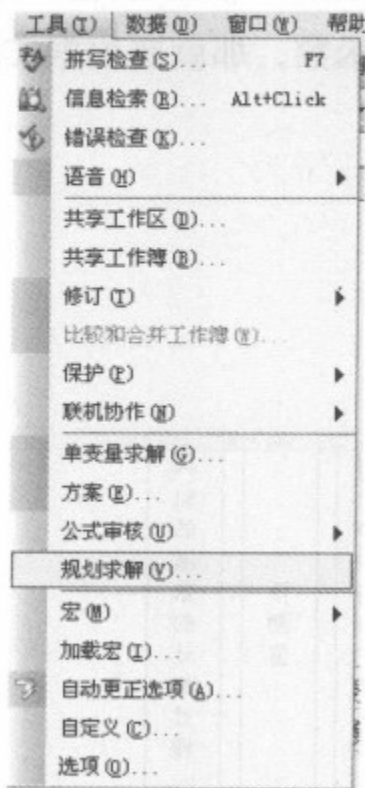 工具(T) 数据(D) 窗口(W) 帮助
拼写检查(S)... F7
信息检索(R)... Alt+Click
错误检查(K)...
语音(H)
共享工作区(D)...
共享工作簿(B)...
修订(T)
比较和合并工作簿(W)...
保护(P)
联机协作(N)
单变量求解(G)...
方案(E)...
公式审核(U)
规划求解(V)...
宏(M)
加载宏(I)...
自动更正选项(A)...
自定义(C)...
选项(O)...